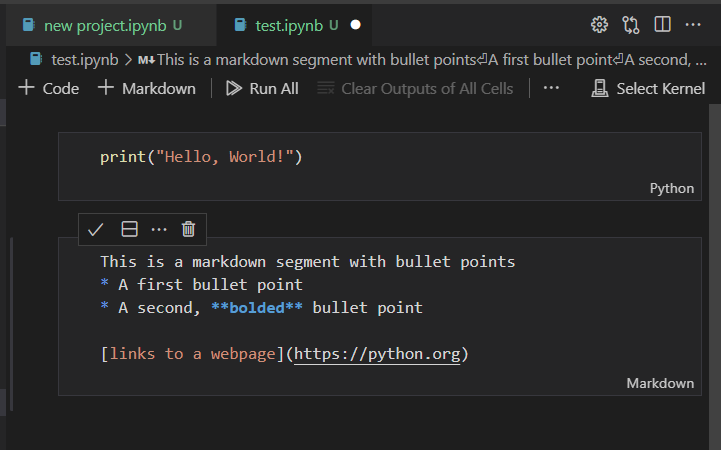 new project.ipynb U
test.ipynb U
test.ipynb > M↓This is a markdown segment with bullet points⏎A first bullet point⏎A second, ...
+ Code + Markdown Run All Clear Outputs of All Cells ... Select Kernel
print("Hello, World!")
Python
This is a markdown segment with bullet points
* A first bullet point
* A second, **bolded** bullet point
[links to a webpage](https://python.org)
Markdown